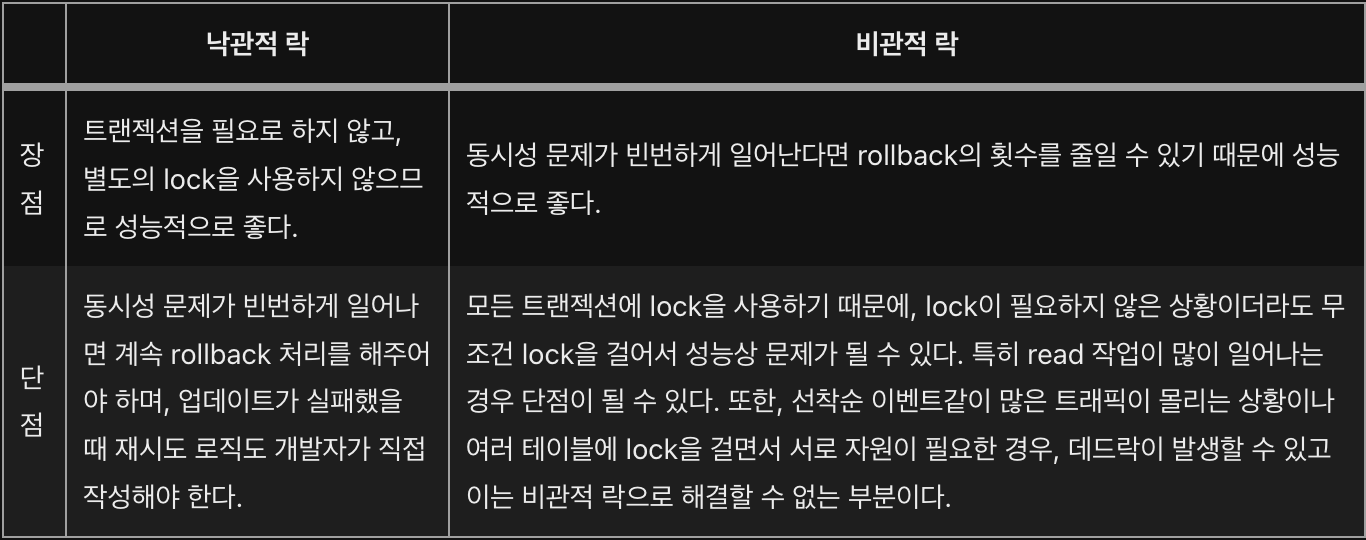 낙관적 락
비관적 락
장
점
트랜젝션을 필요로 하지 않고,
별도의 lock을 사용하지 않으므
로 성능적으로 좋다.
동시성 문제가 빈번하게 일어난다면 rollback의 횟수를 줄일 수 있기 때문에 성능
적으로 좋다.
단
점
동시성 문제가 빈번하게 일어나
면 계속 rollback 처리를 해주어
야 하며, 업데이트가 실패했을
때 재시도 로직도 개발자가 직접
작성해야 한다.
모든 트랜젝션에 lock을 사용하기 때문에, lock이 필요하지 않은 상황이더라도 무
조건 lock을 걸어서 성능상 문제가 될 수 있다. 특히 read 작업이 많이 일어나는
경우 단점이 될 수 있다. 또한, 선착순 이벤트같이 많은 트래픽이 몰리는 상황이나
여러 테이블에 lock을 걸면서 서로 자원이 필요한 경우, 데드락이 발생할 수 있고
이는 비관적 락으로 해결할 수 없는 부분이다.